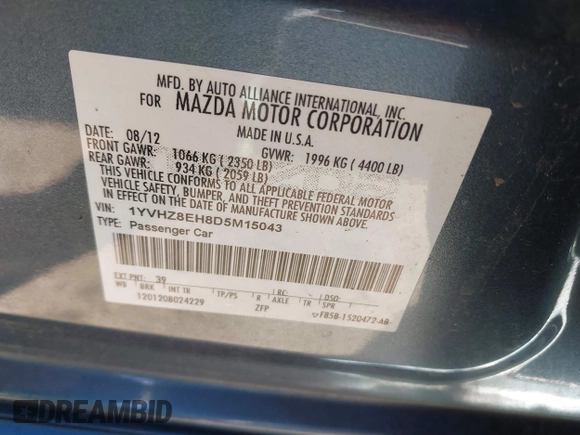 MFD. BY AUTO ALLIANCE INTERNATIONAL, INC.
FOR MAZDA MOTOR CORPORATION
MADE IN U.S.A.
DATE: 08/12 GVWR: 1996 KG ( 4400 LB)
FRONT GAWR: 1066 KG ( 2350 LB)
REAR GAWR: 934 KG ( 2059 LB)
THIS VEHICLE CONFORMS TO ALL APPLICABLE FEDERAL MOTOR
VEHICLE SAFETY, BUMPER, AND THEFT PREVENTION STANDARDS
IN EFFECT ON THE DATE OF MANUFACTURE SHOWN ABOVE.
VIN: 1YVHZ8EH8D5M15043
TYPE: Passenger Car
EXT PNT: 39 RC: DSO:
WB BRK INT TR TP/PS R AXLE TR SPR
1201208024229 ZFP
F85B-1520472-AB
DREAMBID